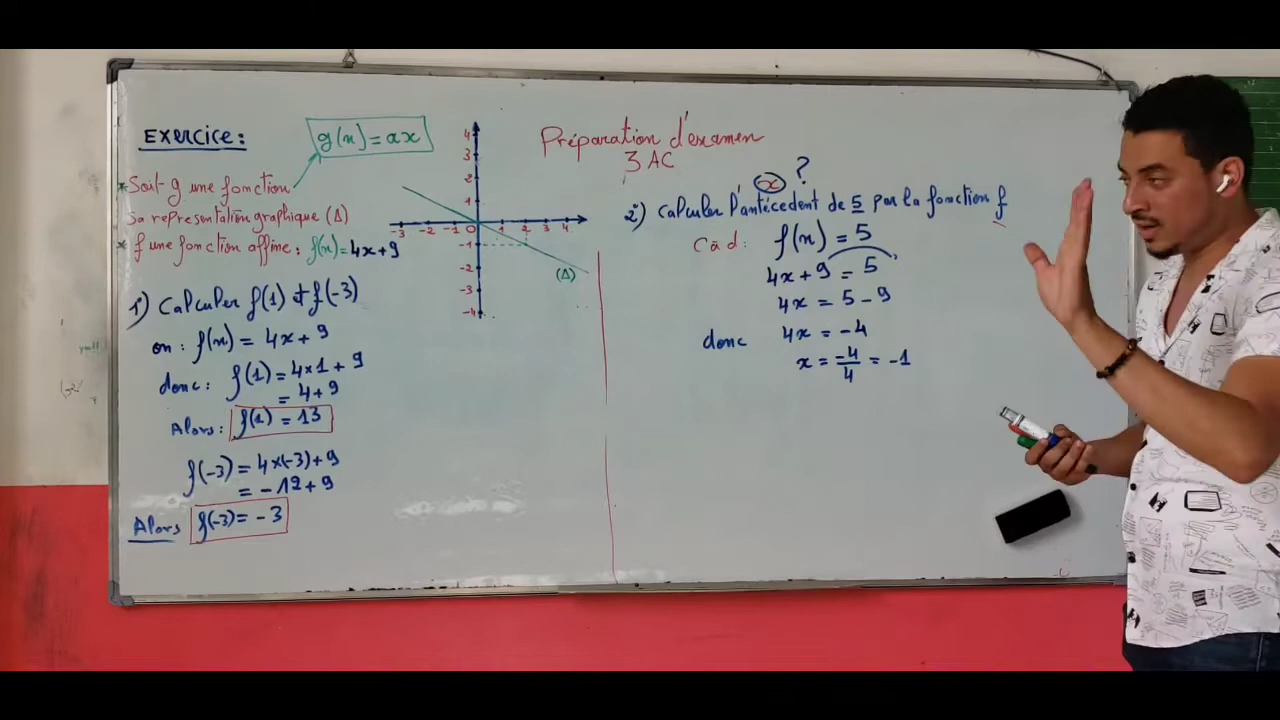 Exercice:
g(x) = ax
* Soit g une fonction
Sa representation graphique (Δ)
* f une fonction affine : f(x) = 4x+9
1°) Calculer f(1) et f(-3)
on : f(x) = 4x + 9
donc : f(1) = 4×1 + 9
= 4+9
Alors : f(1) = 13
f(-3) = 4×(-3)+9
= -12+9
Alors f(-3) = -3
4
3
2
1
-3 -2 -1 0 1 2 3 4
-1
-2
-3
-4
(Δ)
Préparation d'examen
3 AC
x ?
2°) Calculer l'antécedent de 5 par la fonction f
Cà d : f(x) = 5
4x + 9 = 5
4x = 5 - 9
donc 4x = -4
x = -4/4 = -1